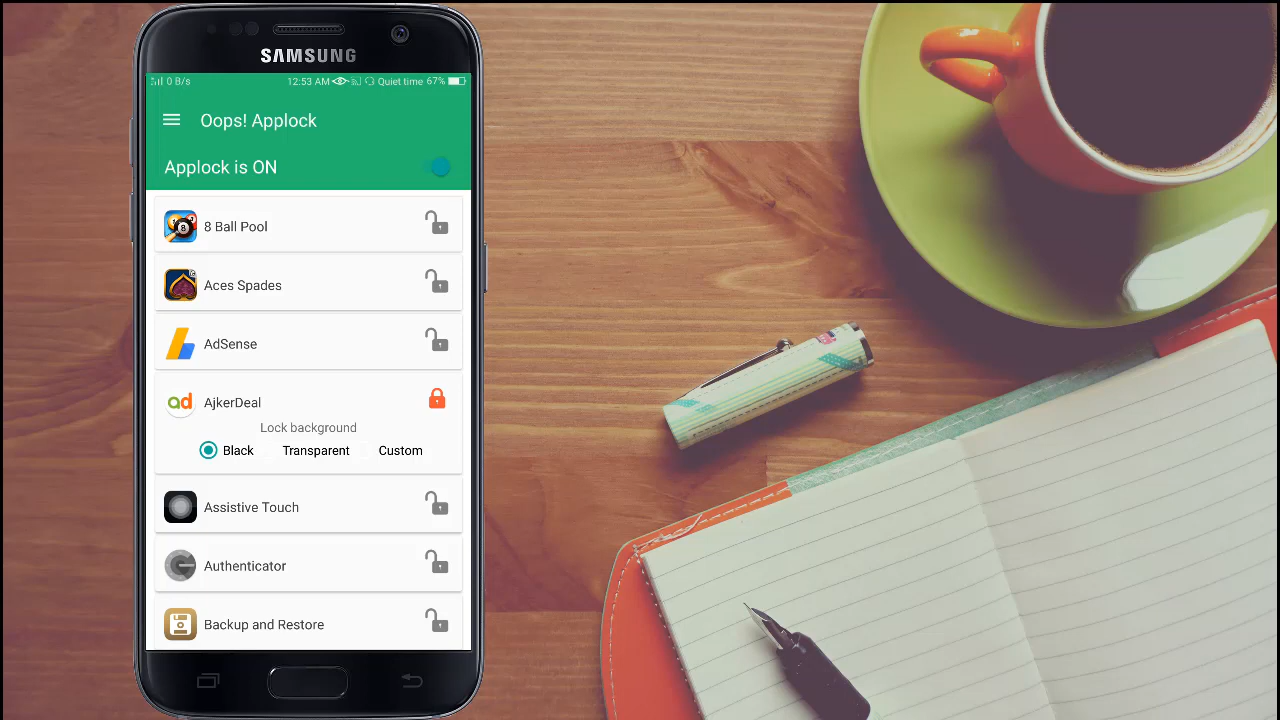 SAMSUNG
0 B/s 12:53 AM Quiet time 67%
Oops! Applock
Applock is ON
8 Ball Pool
Aces Spades
AdSense
ad AjkerDeal
Lock background
Black Transparent Custom
Assistive Touch
Authenticator
Backup and Restore